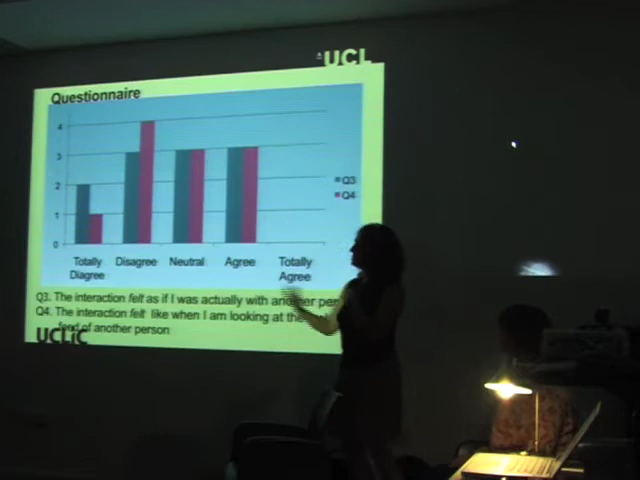 UCL
Questionnaire
4
3
2
1
0
Q3
Q4
Totally Diagree
Disagree
Neutral
Agree
Totally Agree
Q3. The interaction felt as if I was actually with another
Q4. The interaction felt like when I am looking at the
feed of another person
UCLIC